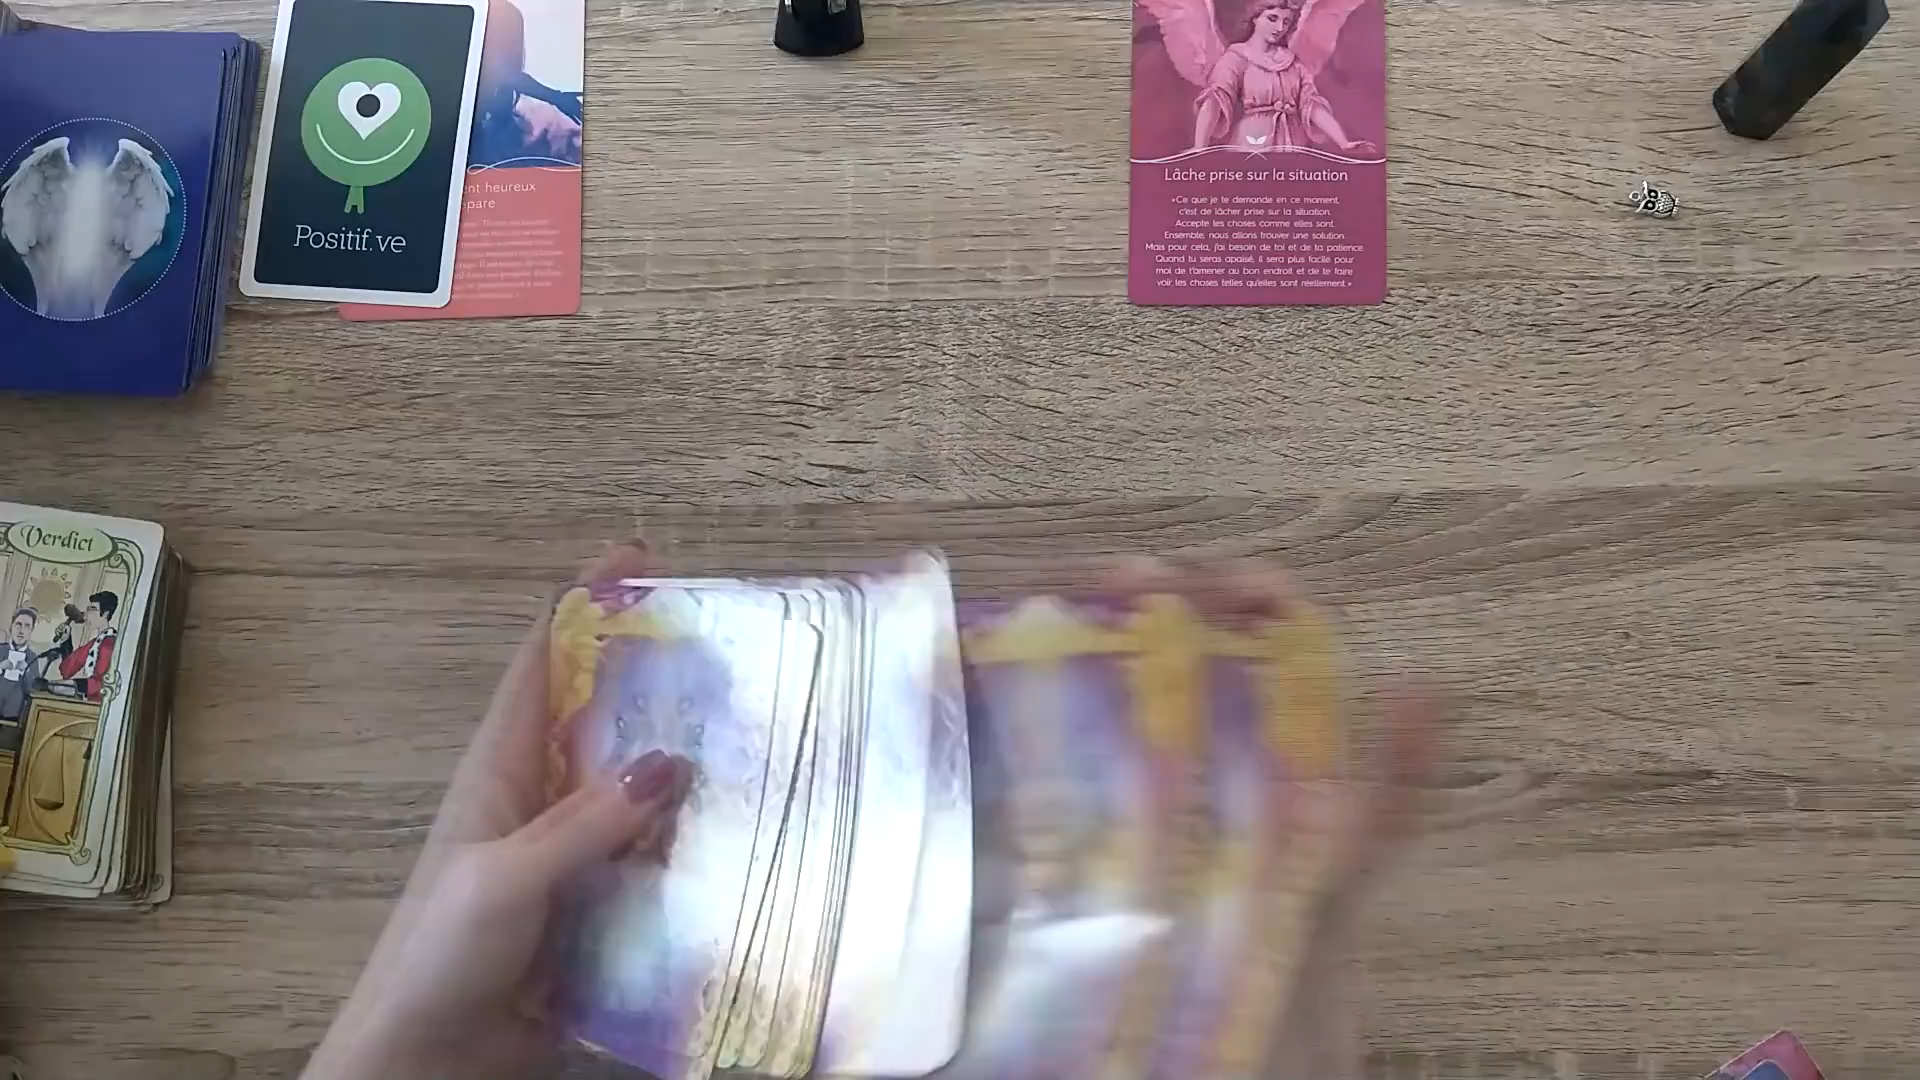 Positif.ve
ent heureux
pare
Lâche prise sur la situation
«Ce que je te demande en ce moment,
c'est de lâcher prise sur la situation.
Accepte les choses comme elles sont.
Ensemble, nous allons trouver une solution.
Mais pour cela, j'ai besoin de toi et de ta patience.
Quand tu seras apaisé, il sera plus facile pour
moi de t'amener au bon endroit et de te faire
voir les choses telles qu'elles sont réellement.»
Verdict